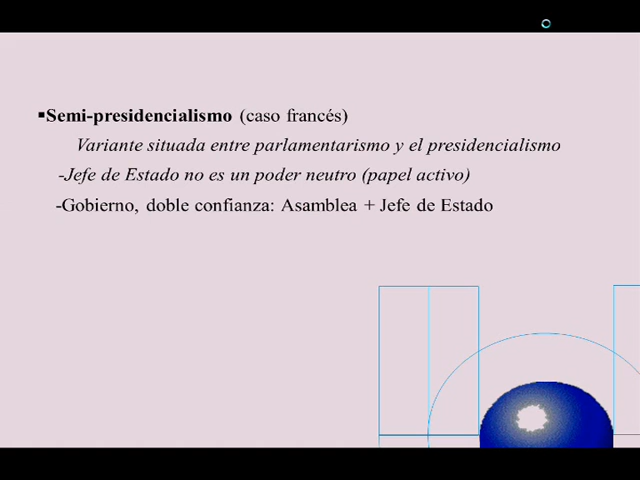 ▪Semi-presidencialismo (caso francés)
Variante situada entre parlamentarismo y el presidencialismo
-Jefe de Estado no es un poder neutro (papel activo)
-Gobierno, doble confianza: Asamblea + Jefe de Estado